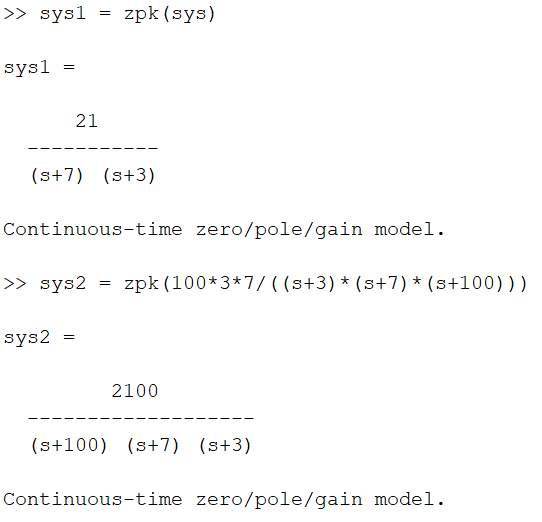 >> sys1 = zpk(sys)
sys1 =
21
-----------
(s+7) (s+3)
Continuous-time zero/pole/gain model.
>> sys2 = zpk(100*3*7/((s+3)*(s+7)*(s+100)))
sys2 =
2100
-------------------
(s+100) (s+7) (s+3)
Continuous-time zero/pole/gain model.